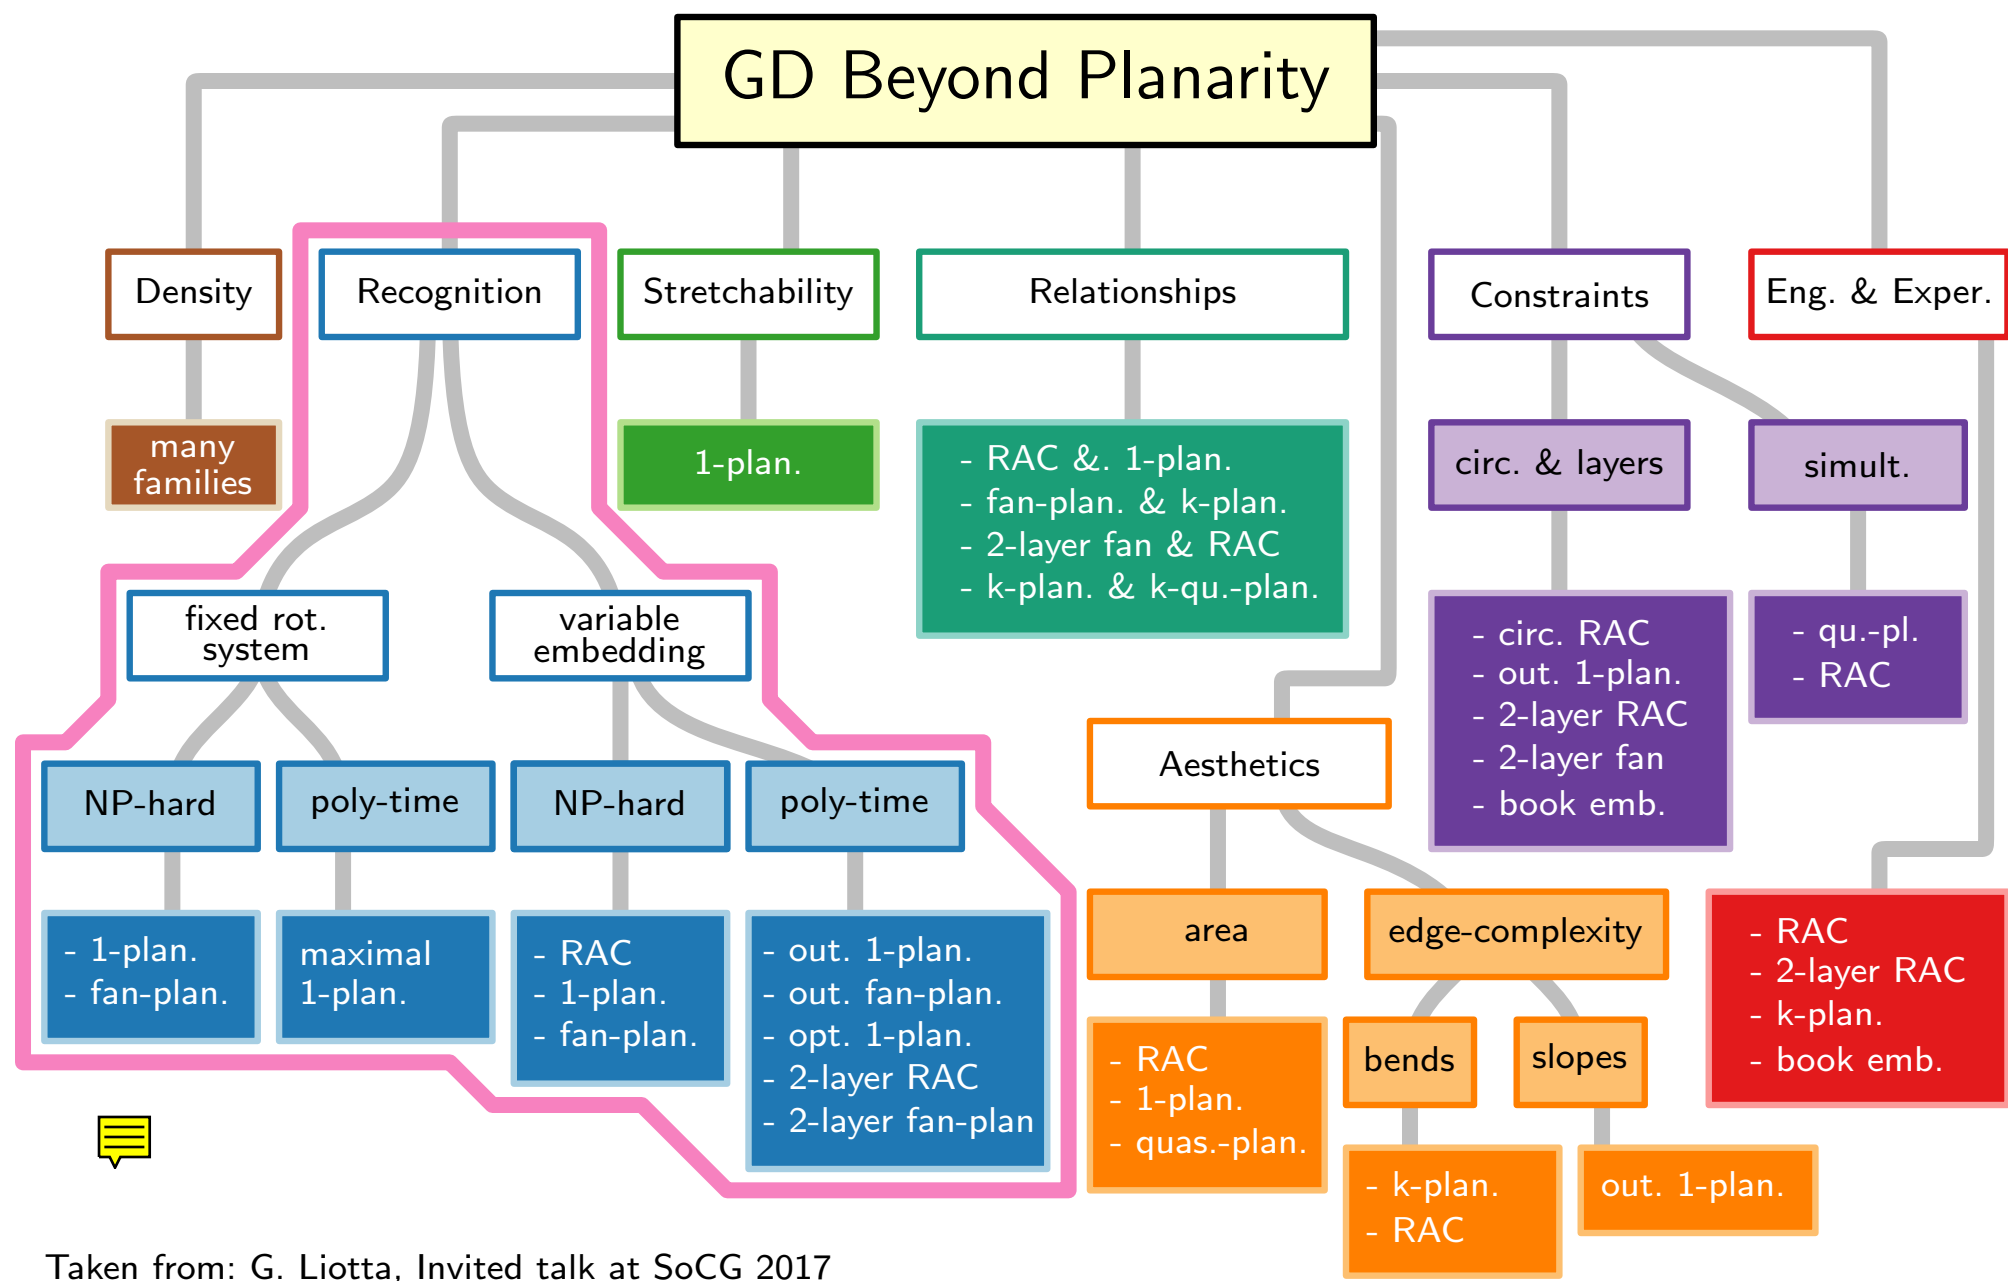 GD Beyond Planarity
Density
Recognition
Stretchability
Relationships
Constraints
Eng. & Exper.
many
families
1-plan.
- RAC &. 1-plan.
- fan-plan. & k-plan.
- 2-layer fan & RAC
- k-plan. & k-qu.-plan.
circ. & layers
simult.
fixed rot.
system
variable
embedding
- circ. RAC
- out. 1-plan.
- 2-layer RAC
- 2-layer fan
- book emb.
- qu.-pl.
- RAC
Aesthetics
NP-hard
poly-time
NP-hard
poly-time
- 1-plan.
- fan-plan.
maximal
1-plan.
- RAC
- 1-plan.
- fan-plan.
- out. 1-plan.
- out. fan-plan.
- opt. 1-plan.
- 2-layer RAC
- 2-layer fan-plan
area
edge-complexity
- RAC
- 2-layer RAC
- k-plan.
- book emb.
- RAC
- 1-plan.
- quas.-plan.
bends
slopes
- k-plan.
- RAC
out. 1-plan.
Taken from: G. Liotta, Invited talk at SoCG 2017